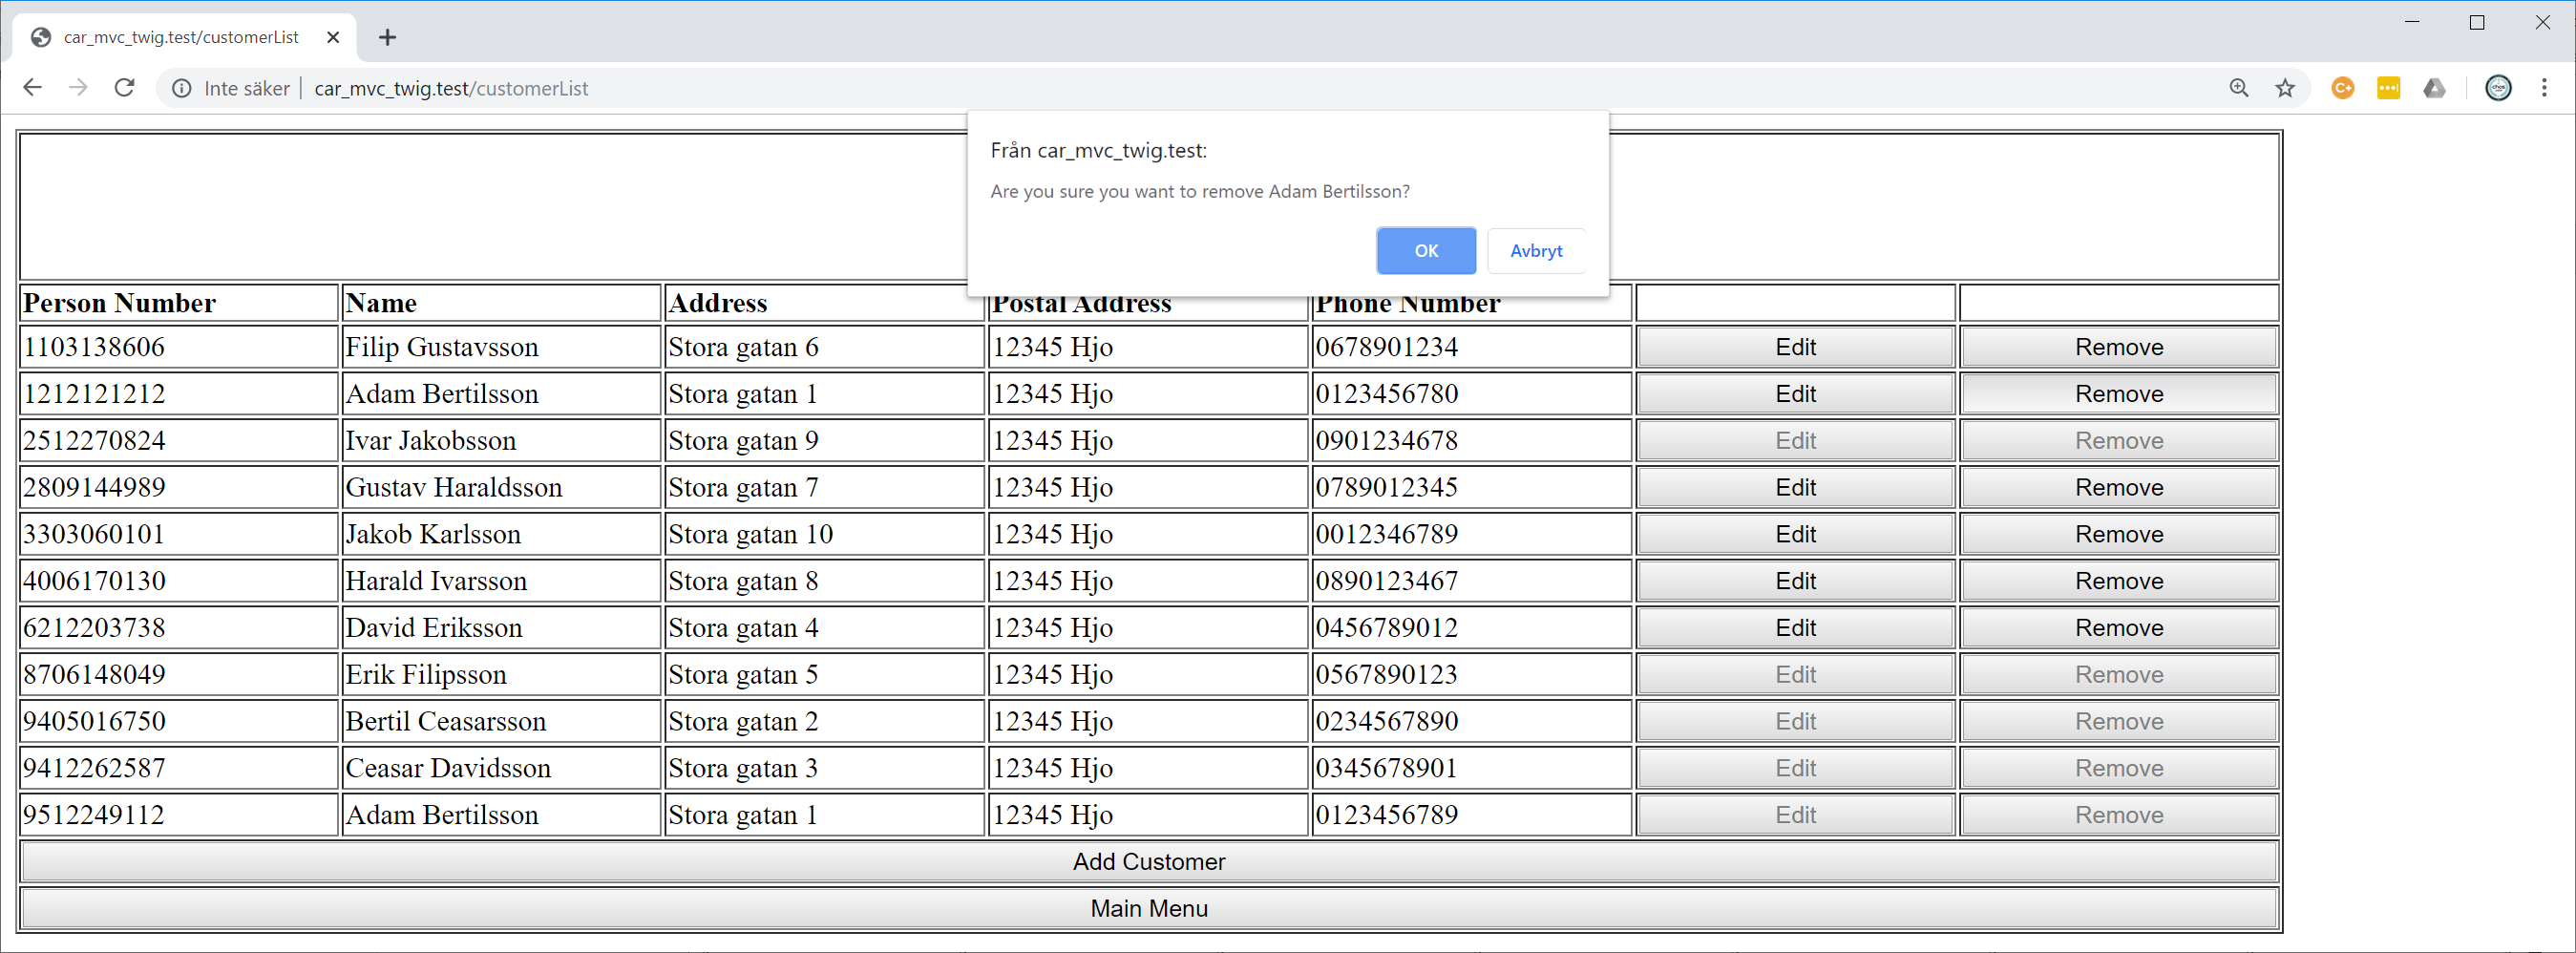 car_mvc_twig.test/customerList
Inte säker | car_mvc_twig.test/customerList
Från car_mvc_twig.test:
Are you sure you want to remove Adam Bertilsson?
OK Avbryt
Person Number Name Address Postal Address Phone Number
1103138606 Filip Gustavsson Stora gatan 6 12345 Hjo 0678901234 Edit Remove
1212121212 Adam Bertilsson Stora gatan 1 12345 Hjo 0123456780 Edit Remove
2512270824 Ivar Jakobsson Stora gatan 9 12345 Hjo 0901234678 Edit Remove
2809144989 Gustav Haraldsson Stora gatan 7 12345 Hjo 0789012345 Edit Remove
3303060101 Jakob Karlsson Stora gatan 10 12345 Hjo 0012346789 Edit Remove
4006170130 Harald Ivarsson Stora gatan 8 12345 Hjo 0890123467 Edit Remove
6212203738 David Eriksson Stora gatan 4 12345 Hjo 0456789012 Edit Remove
8706148049 Erik Filipsson Stora gatan 5 12345 Hjo 0567890123 Edit Remove
9405016750 Bertil Ceasarsson Stora gatan 2 12345 Hjo 0234567890 Edit Remove
9412262587 Ceasar Davidsson Stora gatan 3 12345 Hjo 0345678901 Edit Remove
9512249112 Adam Bertilsson Stora gatan 1 12345 Hjo 0123456789 Edit Remove
Add Customer
Main Menu